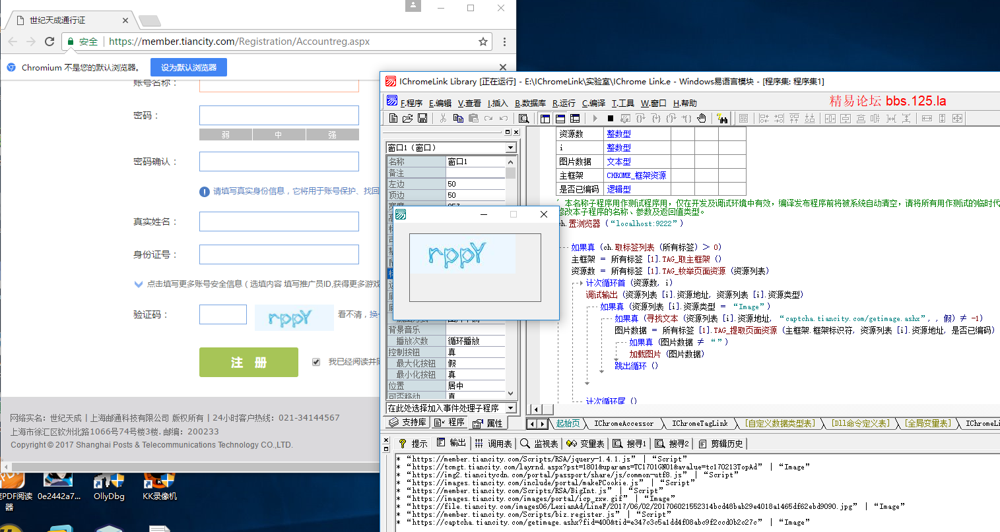 世纪天成通行证
安全 https://member.tiancity.com/Registration/Accountreg.aspx
Chromium 不是您的默认浏览器。 设为默认浏览器
账号名称：
密码：
弱 中 强
密码确认：
请填写真实身份信息，它将用于账号保护、找回
真实姓名：
身份证号：
点击填写更多账号安全信息（选填内容 填写推广员ID,获得更多游戏
验证码： rppY 看不清，换一
注 册 我已经阅读并同
网络实名：世纪天成 | 上海邮通科技有限公司 版权所有 | 24小时客户热线：021-34144567
上海市徐汇区钦州北路1066号74号楼3楼. 邮编：200233
Copyright © 2017 Shanghai Posts & Telecommunications Technology CO.,LTD.
速PDF阅读器
0e2442a7...
OllyDbg
KK录像机
IChromeLink Library [正在运行] - E:\IChromeLink\实验室\IChrome Link.e - Windows易语言模块 - [程序集: 程序集1]
F.程序 E.编辑 V.查看 I.插入 B.数据库 R.运行 C.编译 T.工具 W.窗口 H.帮助
精易论坛 bbs.125.la
窗口1（窗口）
名称 窗口1
备注
左边 50
顶边 50
rppY
背景音乐
播放次数 循环播放
控制按钮 真
最大化按钮 假
最小化按钮 真
位置 居中
可否移动 真
在此处选择加入事件处理子程序
支持库 程序 属性
资源数 整数型
i 整数型
图片数据 文本型
主框架 CHROME_框架资源
是否已编码 逻辑型
' 本名称子程序用作测试程序用，仅在开发及调试环境中有效，编译发布程序前将被系统自动清空，请将所有用作测试的临时代
修改本子程序的名称、参数及返回值类型。
ch.置浏览器 (“localhost:9222”)
如果真 (ch.取标签列表 (所有标签) ＞ 0)
主框架 ＝ 所有标签 [1].TAG_取主框架 ()
资源数 ＝ 所有标签 [1].TAG_枚举页面资源 (资源列表)
计次循环首 (资源数, i)
调试输出 (资源列表 [i].资源地址, 资源列表 [i].资源类型)
如果真 (资源列表 [i].资源类型 ＝ “Image”)
如果真 (寻找文本 (资源列表 [i].资源地址, “captcha.tiancity.com/getimage.ashx”, , 假) ≠ -1)
图片数据 ＝ 所有标签 [1].TAG_提取页面资源 (主框架.框架标识符, 资源列表 [i].资源地址, 是否已编码)
如果真 (图片数据 ≠ “”)
加载图片 (图片数据)
跳出循环 ()
计次循环尾 ()
起始页 IChromeAccessor IChromeTagLink [自定义数据类型表] [Dll命令定义表] [全局变量表] IChromeLi
提示 输出 调用表 监视表 变量表 搜寻1 搜寻2 剪辑历史
* “https://member.tiancity.com/Scripts/RSA/jquery-1.4.1.js” | “Script”
* “https://tcmgt.tiancity.com/layrnd.aspx?pst=1801&uparams=TC1701GN01&avalue=tc170213TopAd” | “Image”
* “https://img2.tiancitycdn.com/portal/passport/share/js/common-utf8.js” | “Script”
* “https://images.tiancity.com/include/portal/makePCookie.js” | “Script”
* “https://member.tiancity.com/Scripts/RSA/BigInt.js” | “Script”
* “https://images.tiancity.com/images/portal/icp_zxw.gif” | “Image”
* “https://file.tiancity.com/images06/LexianAd/LineF/2017/06/02/201706021552314bcd48bab29e4018a1465df62ebd9090.jpg” | “Image”
* “https://member.tiancity.com/Scripts/biz.register.js” | “Script”
* “https://captcha.tiancity.com/getimage.ashx?fid=400&tid=e347c3c5a1dd4f08abc9f2ccd0b2c27c” | “Image”